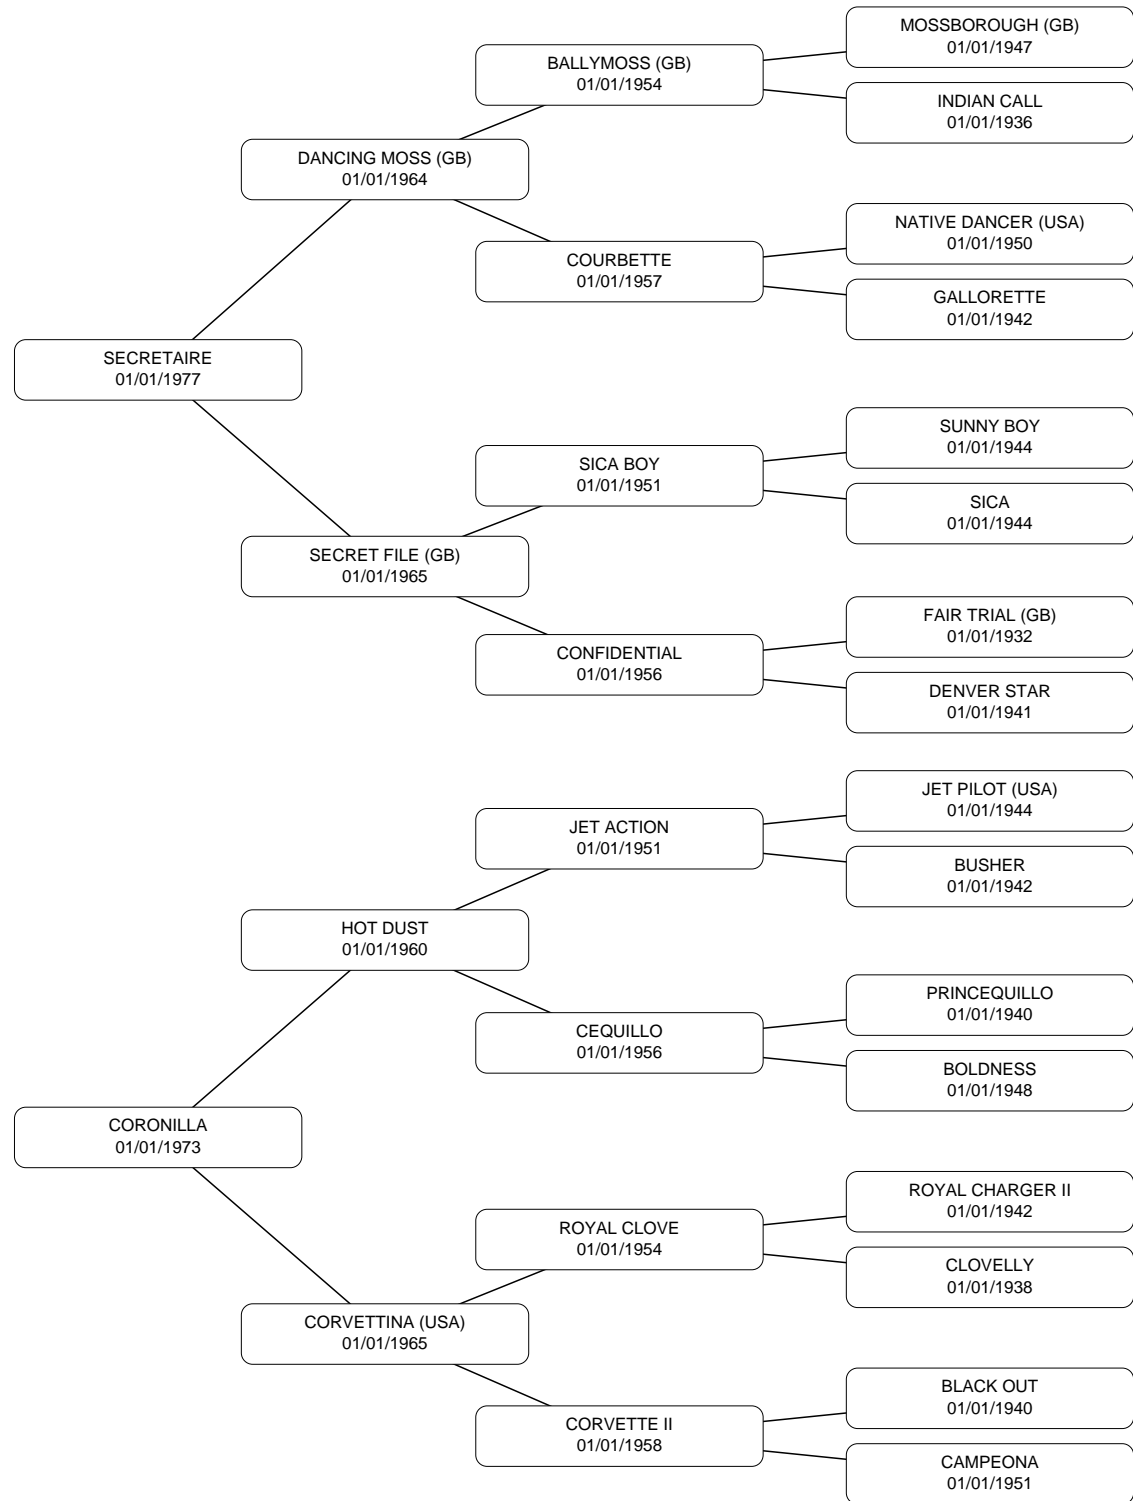 MOSSBOROUGH (GB)
01/01/1947
BALLYMOSS (GB)
01/01/1954
INDIAN CALL
01/01/1936
DANCING MOSS (GB)
01/01/1964
NATIVE DANCER (USA)
01/01/1950
COURBETTE
01/01/1957
GALLORETTE
01/01/1942
SECRETAIRE
01/01/1977
SUNNY BOY
01/01/1944
SICA BOY
01/01/1951
SICA
01/01/1944
SECRET FILE (GB)
01/01/1965
FAIR TRIAL (GB)
01/01/1932
CONFIDENTIAL
01/01/1956
DENVER STAR
01/01/1941
JET PILOT (USA)
01/01/1944
JET ACTION
01/01/1951
BUSHER
01/01/1942
HOT DUST
01/01/1960
PRINCEQUILLO
01/01/1940
CEQUILLO
01/01/1956
BOLDNESS
01/01/1948
CORONILLA
01/01/1973
ROYAL CHARGER II
01/01/1942
ROYAL CLOVE
01/01/1954
CLOVELLY
01/01/1938
CORVETTINA (USA)
01/01/1965
BLACK OUT
01/01/1940
CORVETTE II
01/01/1958
CAMPEONA
01/01/1951